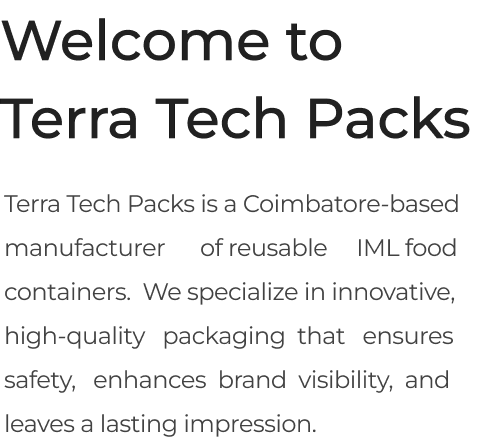 Welcome to
Terra Tech Packs
Terra Tech Packs is a Coimbatore-based
manufacturer of reusable IML food
containers. We specialize in innovative,
high-quality packaging that ensures
safety, enhances brand visibility, and
leaves a lasting impression.